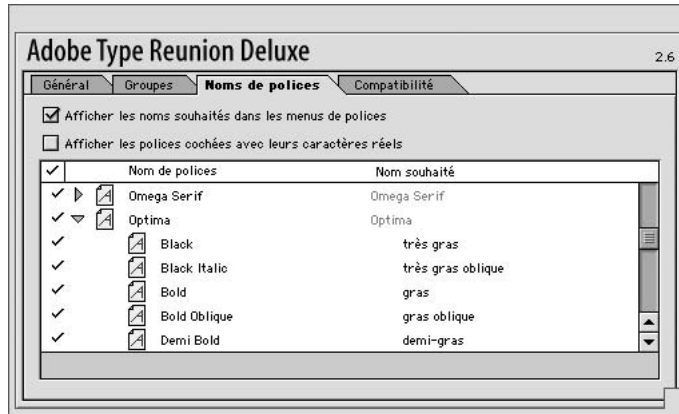 Adobe Type Reunion Deluxe
2.6
Général Groupes Noms de polices Compatibilité
Afficher les noms souhaités dans les menus de polices
Afficher les polices cochées avec leurs caractères réels
Nom de polices Nom souhaité
Omega Serif Omega Serif
Optima Optima
Black très gras
Black Italic très gras oblique
Bold gras
Bold Oblique gras oblique
Demi Bold demi-gras